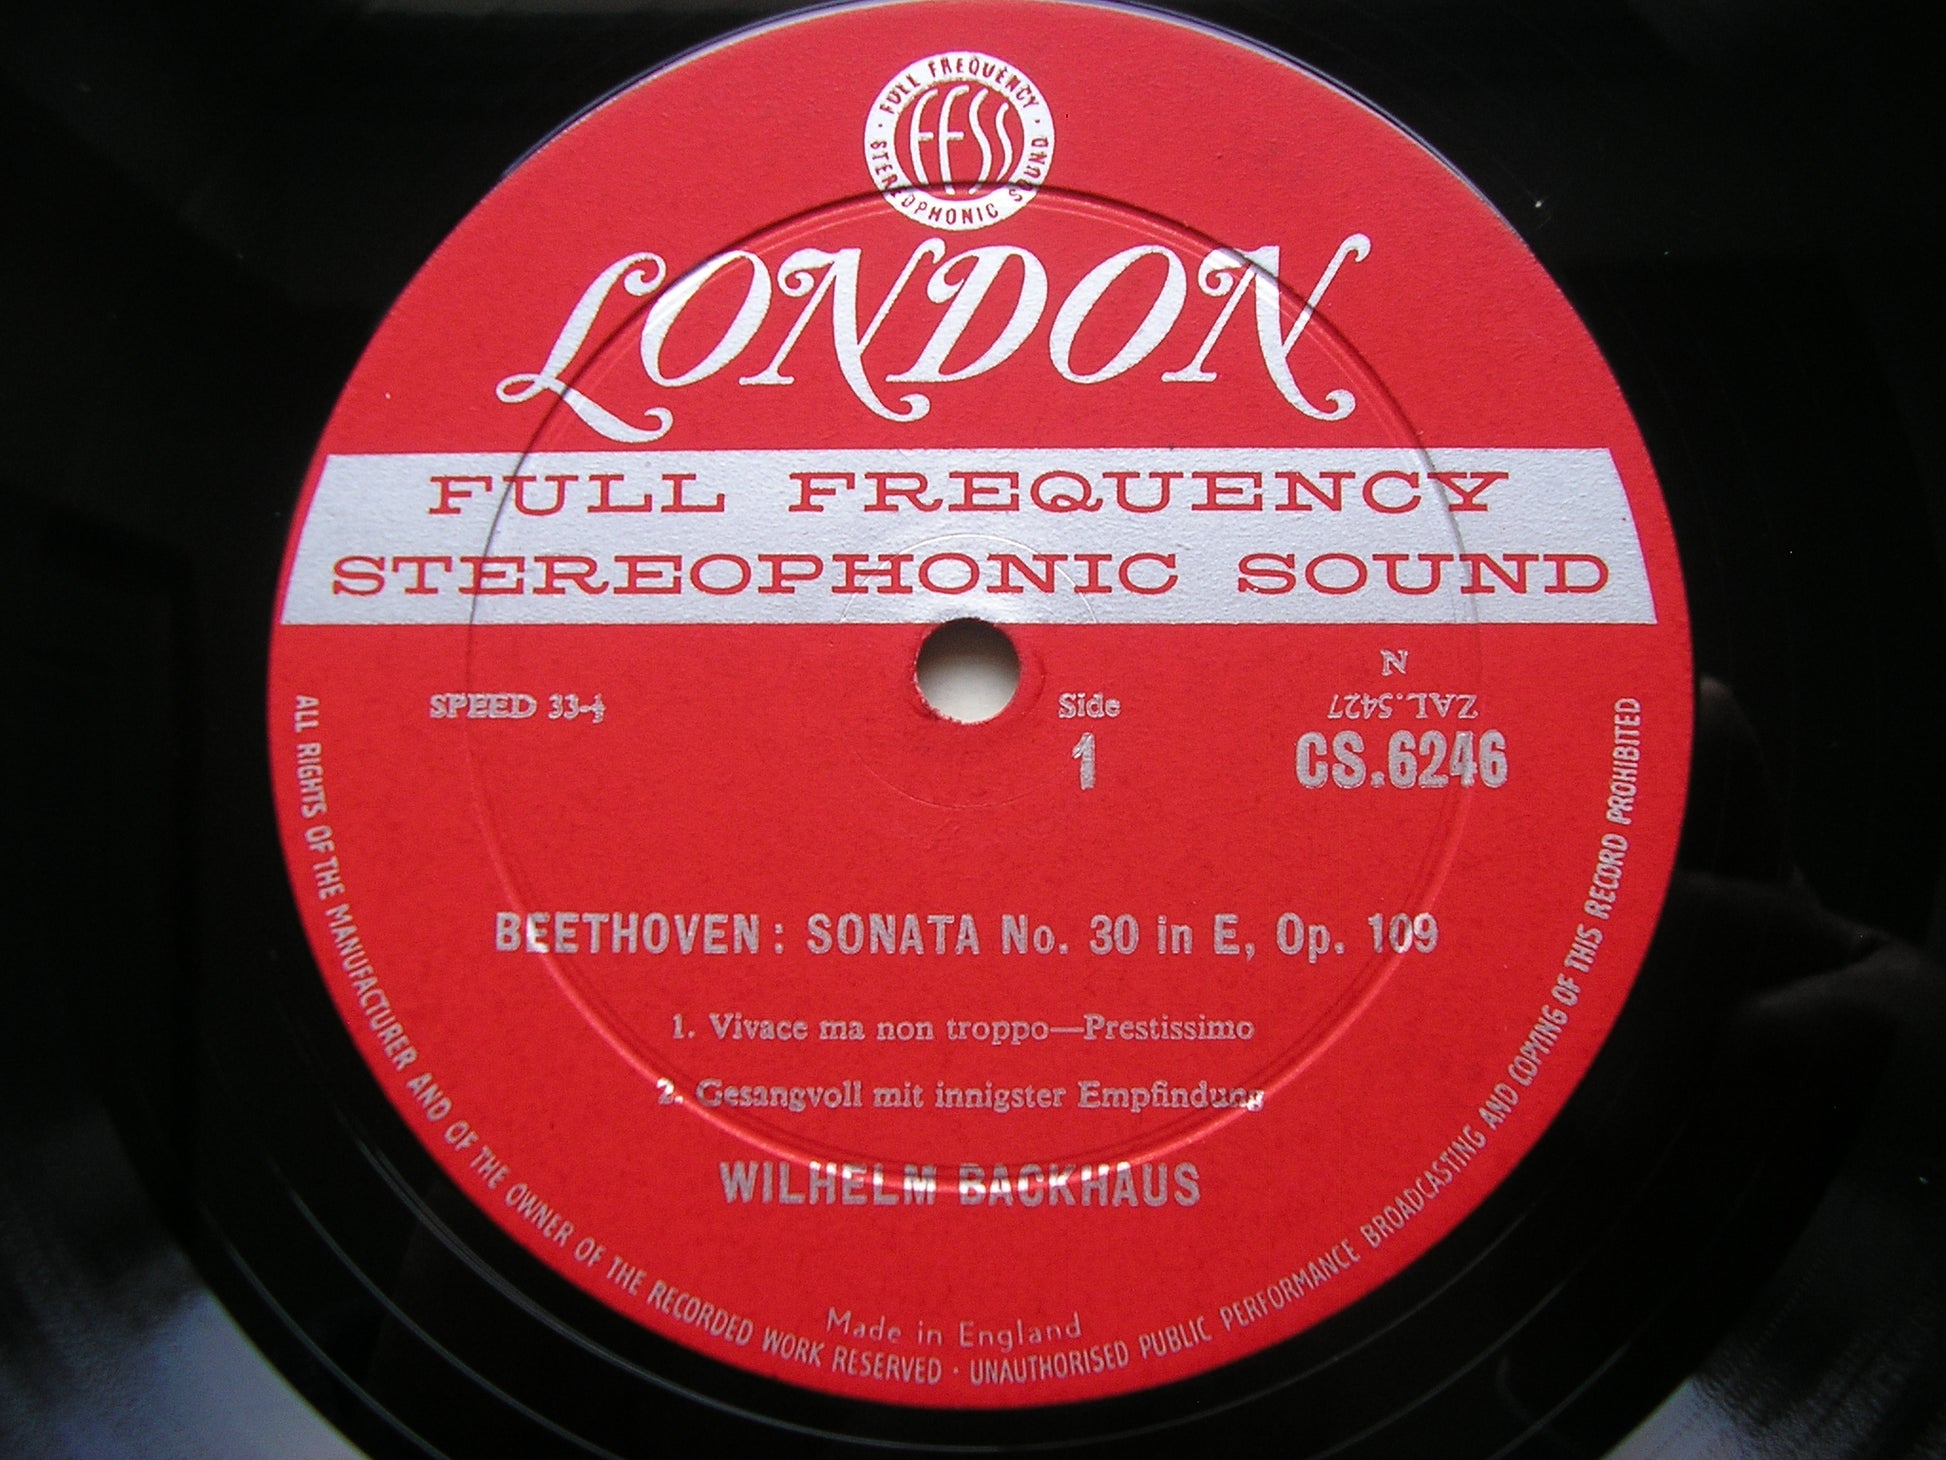 FULL FREQUENCY · STEREOPHONIC SOUND ·
FFSS
LONDON
FULL FREQUENCY
STEREOPHONIC SOUND
N
ZAL.5427
SPEED 33-⅓
Side
1
CS.6246
BEETHOVEN: SONATA No. 30 in E, Op. 109
1. Vivace ma non troppo—Prestissimo
2. Gesangvoll mit innigster Empfindung
WILHELM BACKHAUS
Made in England
ALL RIGHTS OF THE MANUFACTURER AND OF THE OWNER OF THE RECORDED WORK RESERVED · UNAUTHORISED PUBLIC PERFORMANCE BROADCASTING AND COPYING OF THIS RECORD PROHIBITED